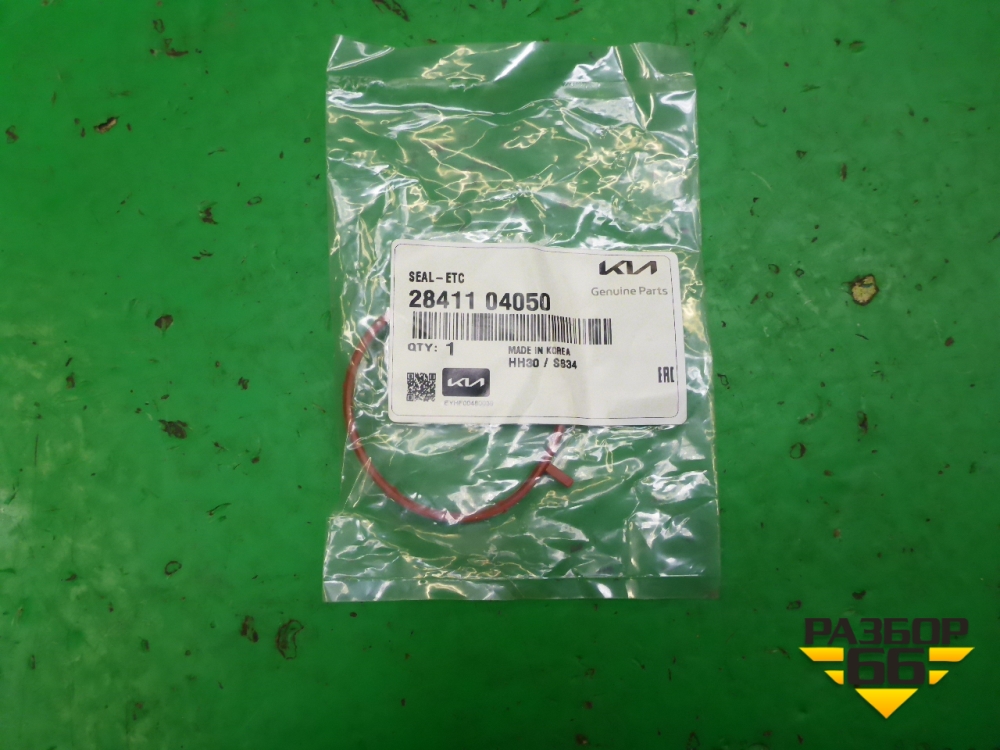 SEAL-ETC
KIA
Genuine Parts
28411 04050
QTY: 1
MADE IN KOREA
HH30 / S834
EAC
KIA
РАЗБОР
66